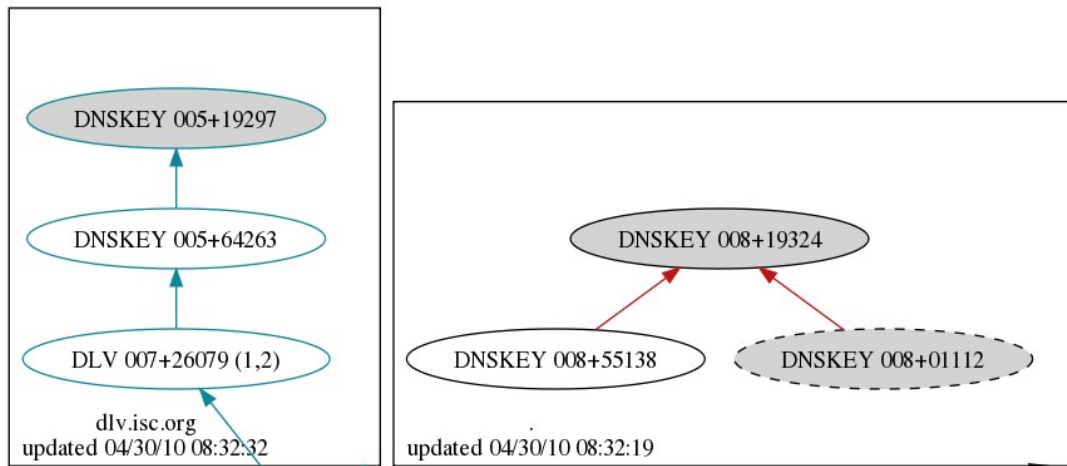 DNSKEY 005+19297
DNSKEY 005+64263
DLV 007+26079 (1,2)
dlv.isc.org
updated 04/30/10 08:32:32
DNSKEY 008+19324
DNSKEY 008+55138
DNSKEY 008+01112
.
updated 04/30/10 08:32:19